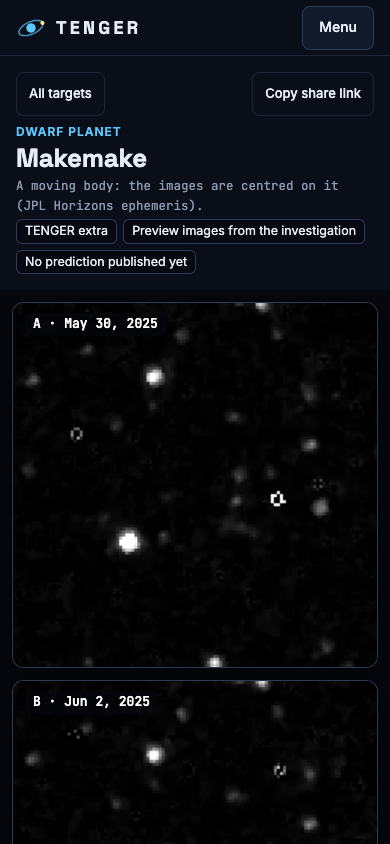 TENGER
Menu
All targets
Copy share link
DWARF PLANET
Makemake
A moving body: the images are centred on it
(JPL Horizons ephemeris).
TENGER extra
Preview images from the investigation
No prediction published yet
A · May 30, 2025
B · Jun 2, 2025